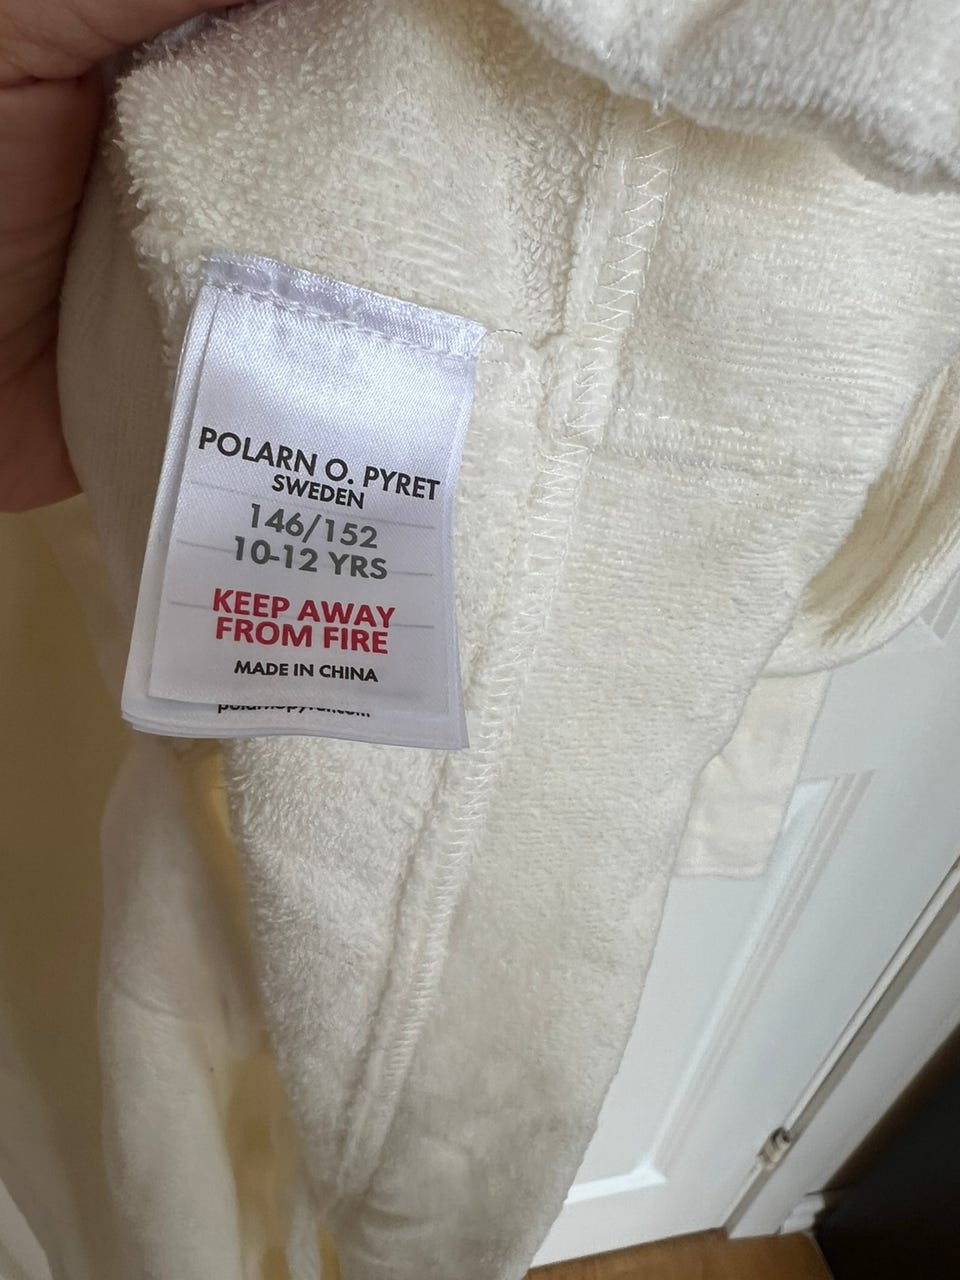 POLARN O. PYRET
SWEDEN
146/152
10-12 YRS
KEEP AWAY
FROM FIRE
MADE IN CHINA